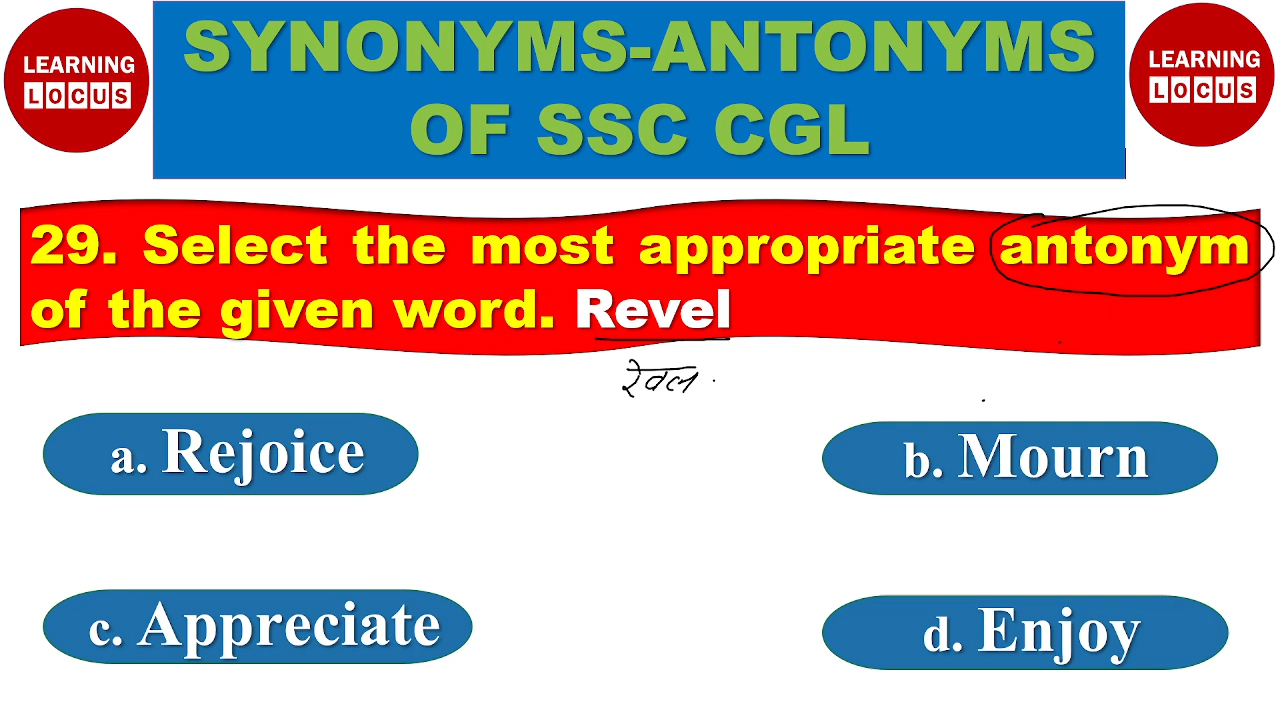 LEARNING
LOCUS
SYNONYMS-ANTONYMS
OF SSC CGL
LEARNING
LOCUS
29. Select the most appropriate antonym
of the given word. Revel
रेवल
a. Rejoice
b. Mourn
c. Appreciate
d. Enjoy